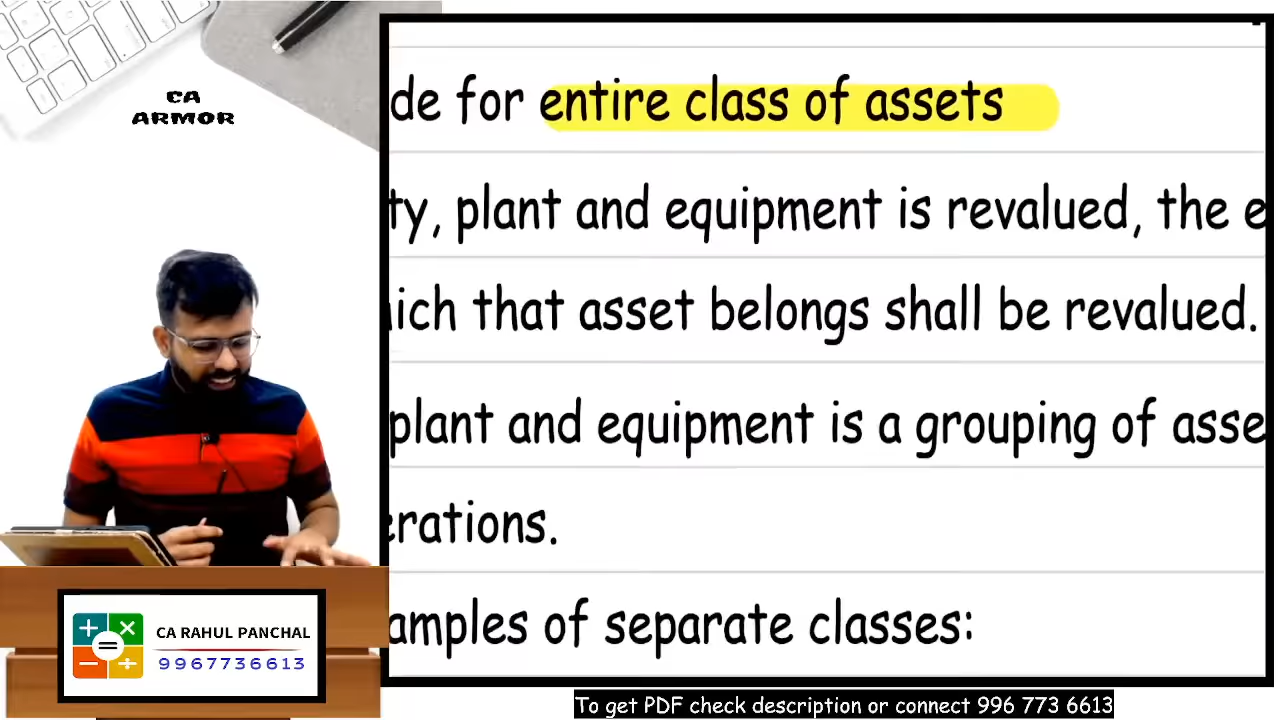 CA
ARMOR
de for entire class of assets
ty, plant and equipment is revalued, the e
ich that asset belongs shall be revalued.
plant and equipment is a grouping of asse
erations.
amples of separate classes:
CA RAHUL PANCHAL
9967736613
To get PDF check description or connect 996 773 6613